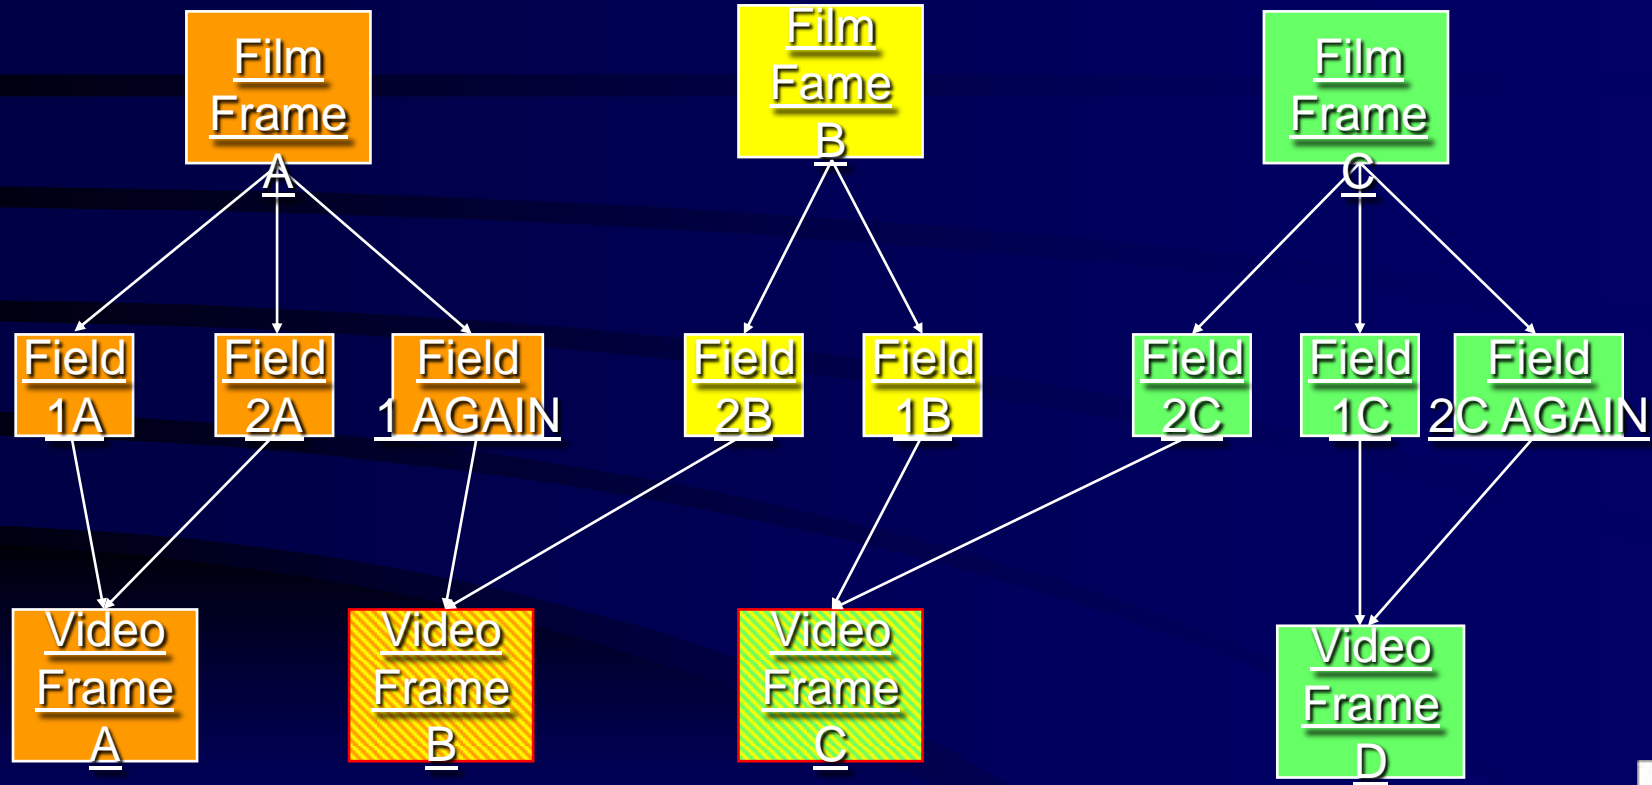 Film
Frame
A
Film
Fame
B
Film
Frame
C
Field
1A
Field
2A
Field
1 AGAIN
Field
2B
Field
1B
Field
2C
Field
1C
Field
2C AGAIN
Video
Frame
A
Video
Frame
B
Video
Frame
C
Video
Frame
D